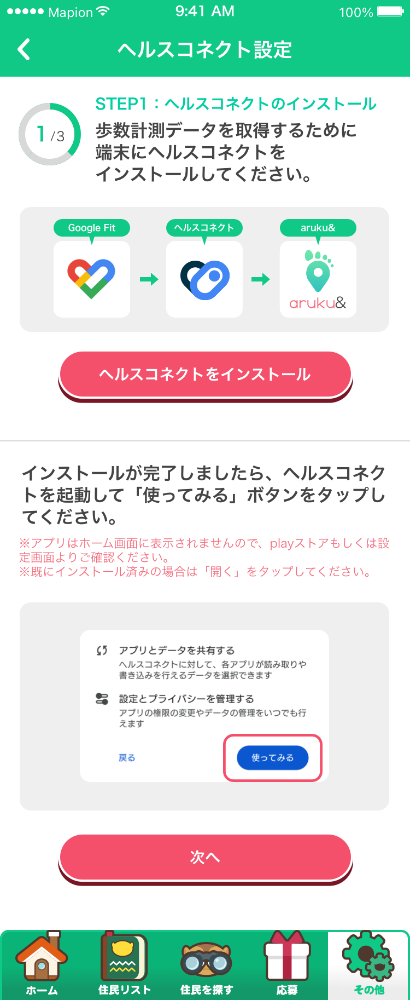 Mapion 9:41 AM 100%
ヘルスコネクト設定
STEP1：ヘルスコネクトのインストール
1/3
歩数計測データを取得するために
端末にヘルスコネクトを
インストールしてください。
Google Fit ヘルスコネクト aruku&
aruku&
ヘルスコネクトをインストール
インストールが完了しましたら、ヘルスコネク
トを起動して「使ってみる」ボタンをタップし
てください。
※アプリはホーム画面に表示されませんので、playストアもしくは設
定画面よりご確認ください。
※既にインストール済みの場合は「開く」をタップしてください。
アプリとデータを共有する
ヘルスコネクトに対して、各アプリが読み取りや
書き込みを行えるデータを選択できます
設定とプライバシーを管理する
アプリの権限の変更やデータの管理をいつでも行
えます
戻る 使ってみる
次へ
ホーム 住民リスト 住民を探す 応募 その他